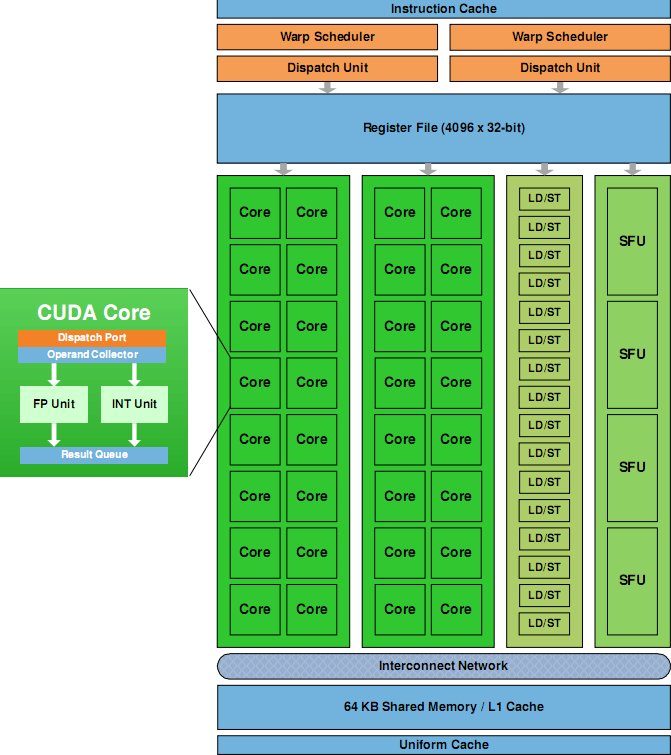 Instruction Cache
Warp Scheduler
Warp Scheduler
Dispatch Unit
Dispatch Unit
Register File (4096 x 32-bit)
Core Core Core Core LD/ST
LD/ST
SFU
Core Core Core Core LD/ST
LD/ST
Core Core Core Core LD/ST
LD/ST
SFU
Core Core Core Core LD/ST
LD/ST
Core Core Core Core LD/ST
LD/ST
SFU
Core Core Core Core LD/ST
LD/ST
Core Core Core Core LD/ST
LD/ST
SFU
Core Core Core Core LD/ST
LD/ST
CUDA Core
Dispatch Port
Operand Collector
FP Unit
INT Unit
Result Queue
Interconnect Network
64 KB Shared Memory / L1 Cache
Uniform Cache